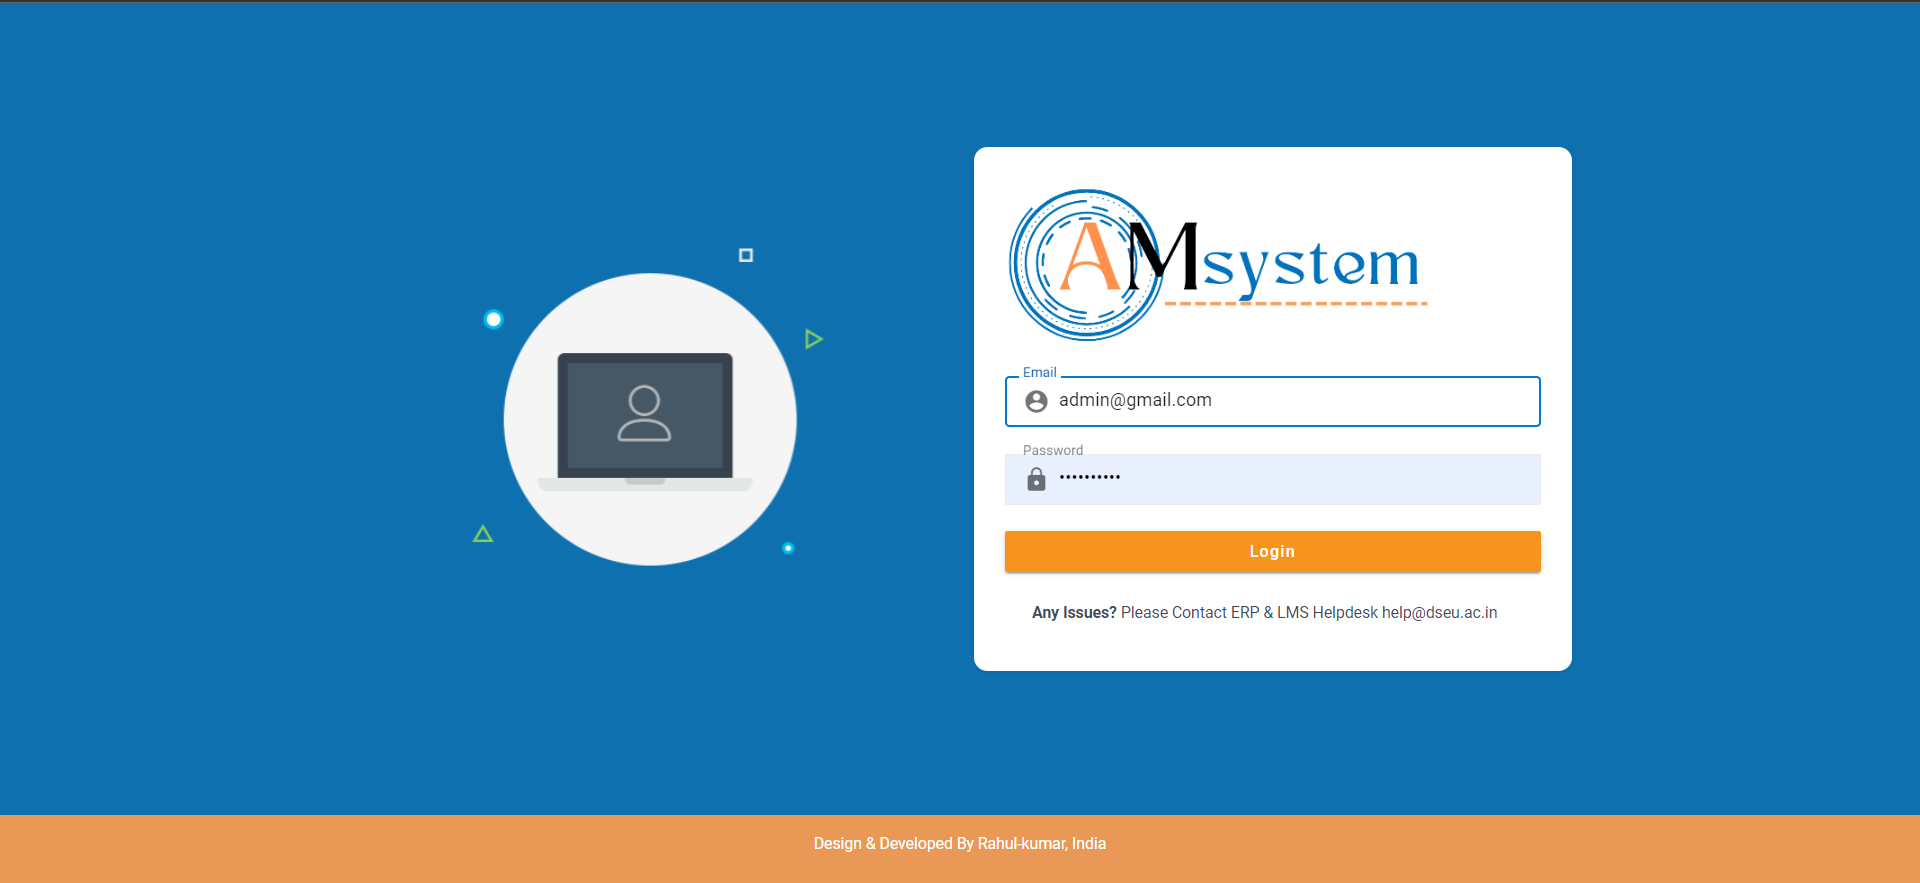 AMsystem
Email
admin@gmail.com
Password
••••••••••
Login
Any Issues? Please Contact ERP & LMS Helpdesk help@dseu.ac.in
Design & Developed By Rahul-kumar, India